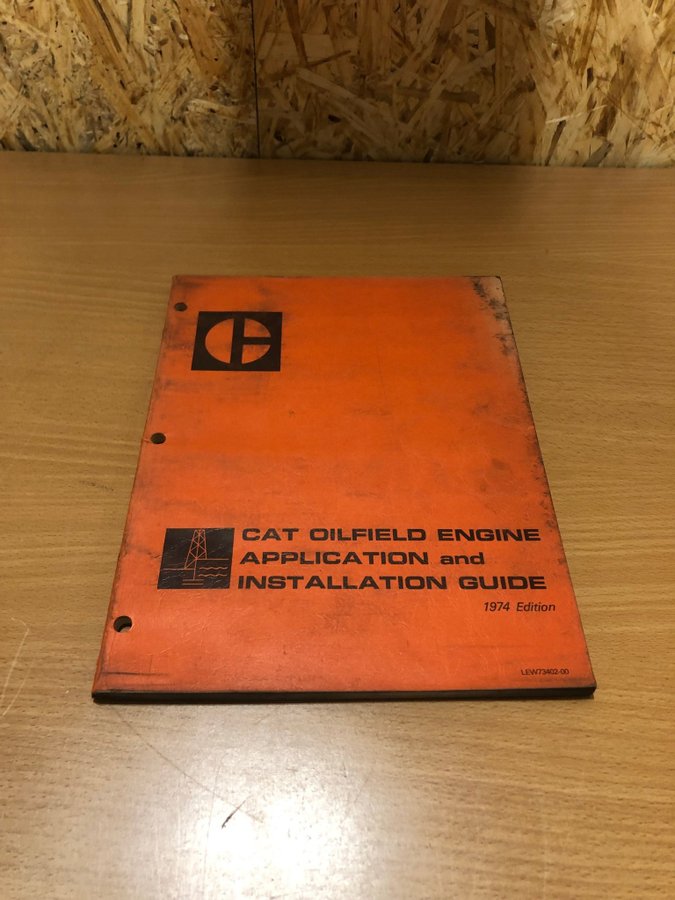 CAT OILFIELD ENGINE
APPLICATION and
INSTALLATION GUIDE
1974 Edition
LEW73402-00